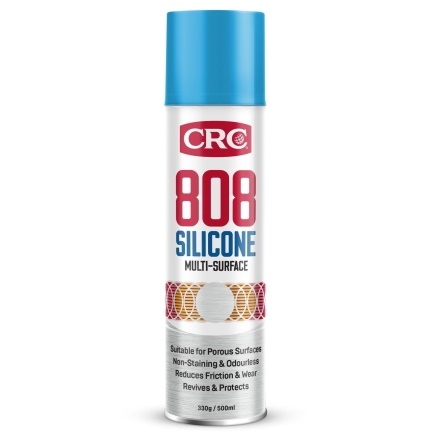 CRC
808
SILICONE
MULTI-SURFACE
Suitable for Porous Surfaces
Non-Staining & Odourless
Reduces Friction & Wear
Revives & Protects
330g / 500ml